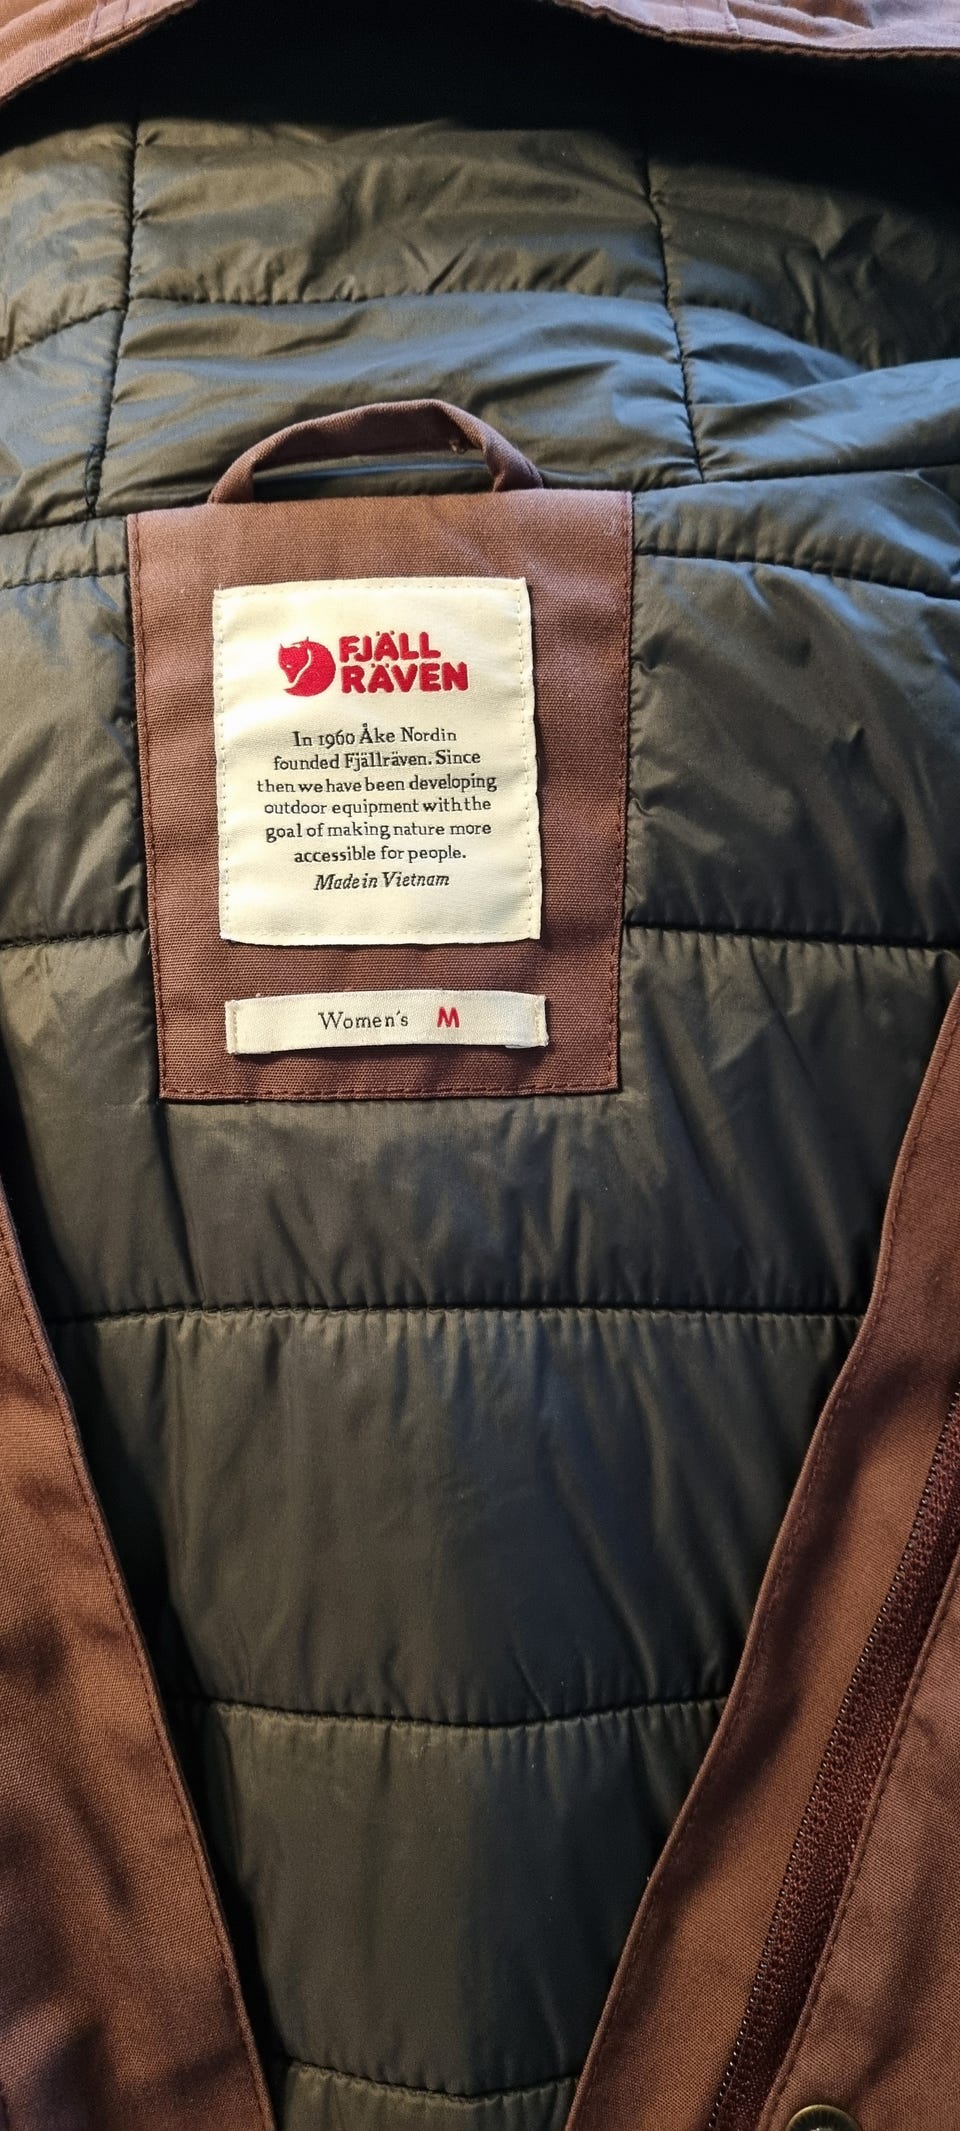 FJÄLL
RÄVEN
In 1960 Åke Nordin
founded Fjällräven. Since
then we have been developing
outdoor equipment with the
goal of making nature more
accessible for people.
Made in Vietnam
Women's M